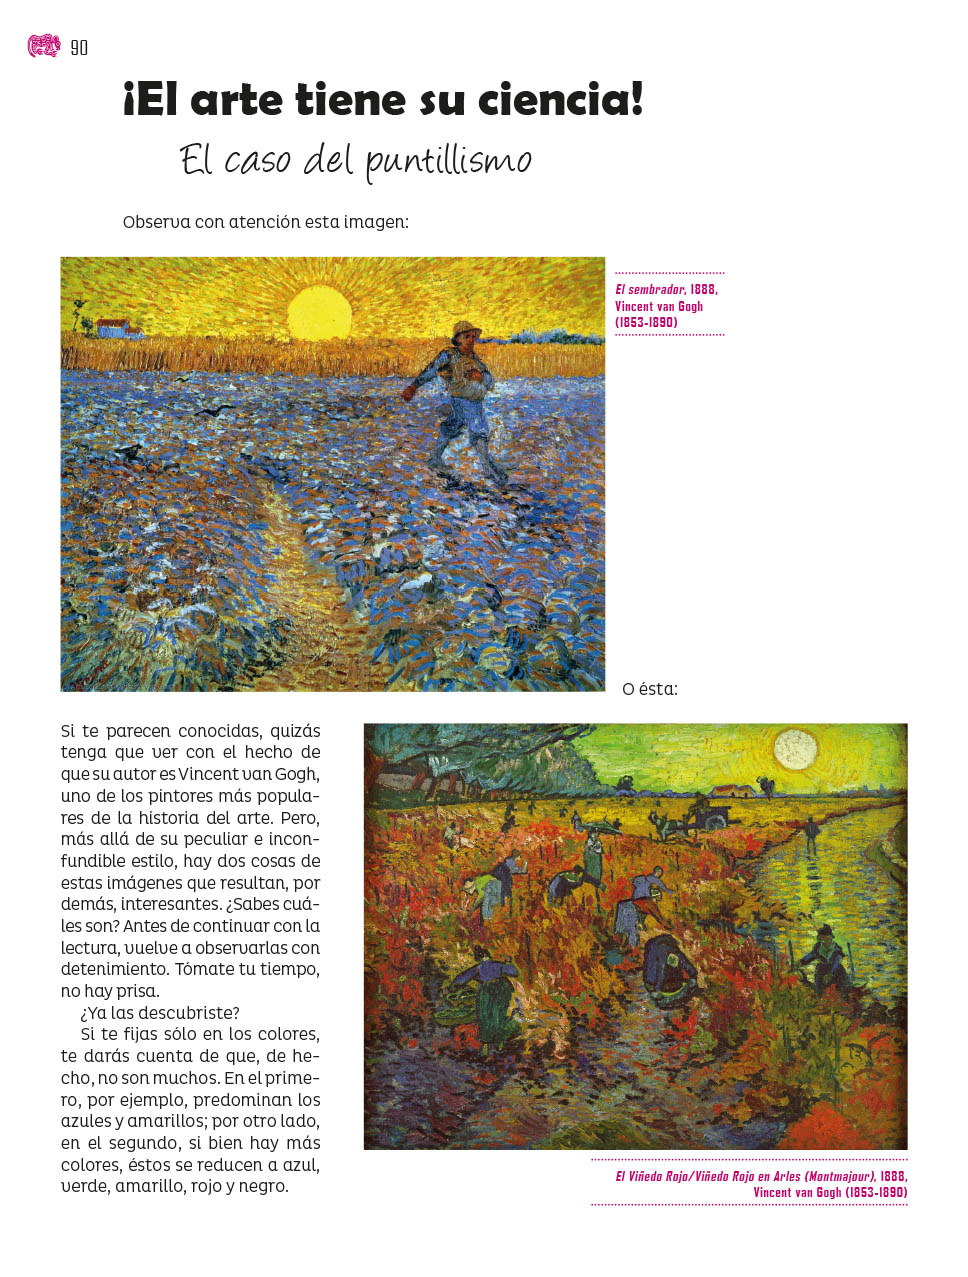 90
¡El arte tiene su ciencia!
El caso del puntillismo
Observa con atención esta imagen:
El sembrador, 1888,
Vincent van Gogh
(1853-1890)
O ésta:
Si te parecen conocidas, quizás
tenga que ver con el hecho de
que su autor es Vincent van Gogh,
uno de los pintores más popula-
res de la historia del arte. Pero,
más allá de su peculiar e incon-
fundible estilo, hay dos cosas de
estas imágenes que resultan, por
demás, interesantes. ¿Sabes cuá-
les son? Antes de continuar con la
lectura, vuelve a observarlas con
detenimiento. Tómate tu tiempo,
no hay prisa.
¿Ya las descubriste?
Si te fijas sólo en los colores,
te darás cuenta de que, de he-
cho, no son muchos. En el prime-
ro, por ejemplo, predominan los
azules y amarillos; por otro lado,
en el segundo, si bien hay más
colores, éstos se reducen a azul,
verde, amarillo, rojo y negro.
El Viñedo Rojo/Viñedo Rojo en Arles (Montmajour), 1888,
Vincent van Gogh (1853-1890)